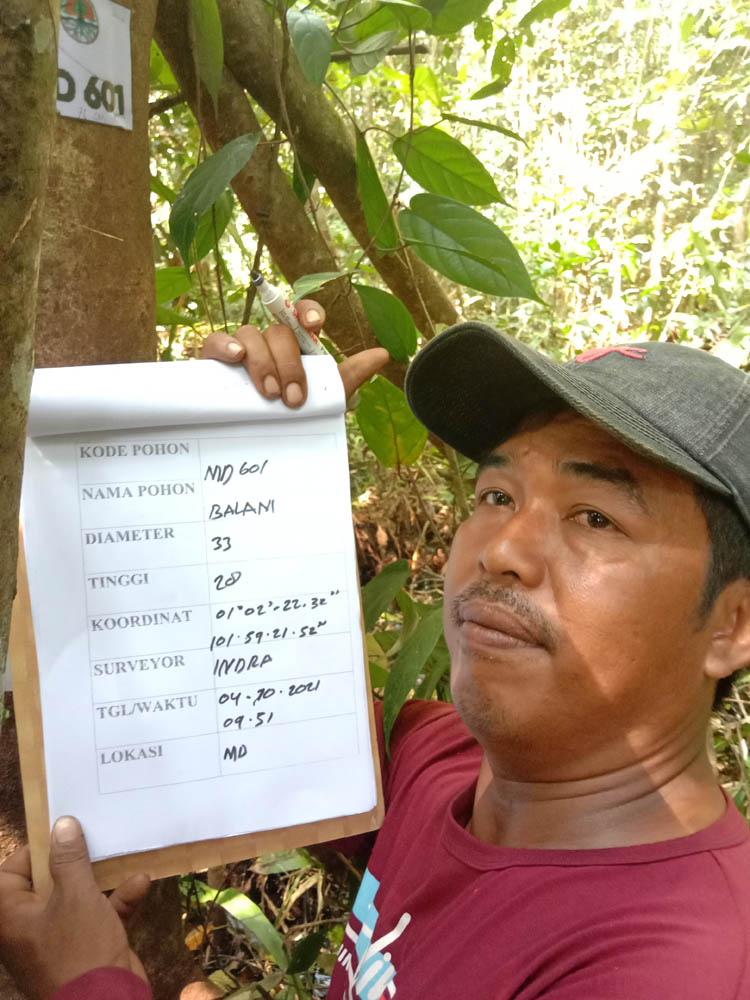 D 601
KODE POHON MD 601
NAMA POHON BALANI
DIAMETER 33
TINGGI 20
KOORDINAT 01°02'-22.32"
101.59.21.52"
SURVEYOR INDRA
TGL/WAKTU 04.10.2021
09.51
LOKASI MD